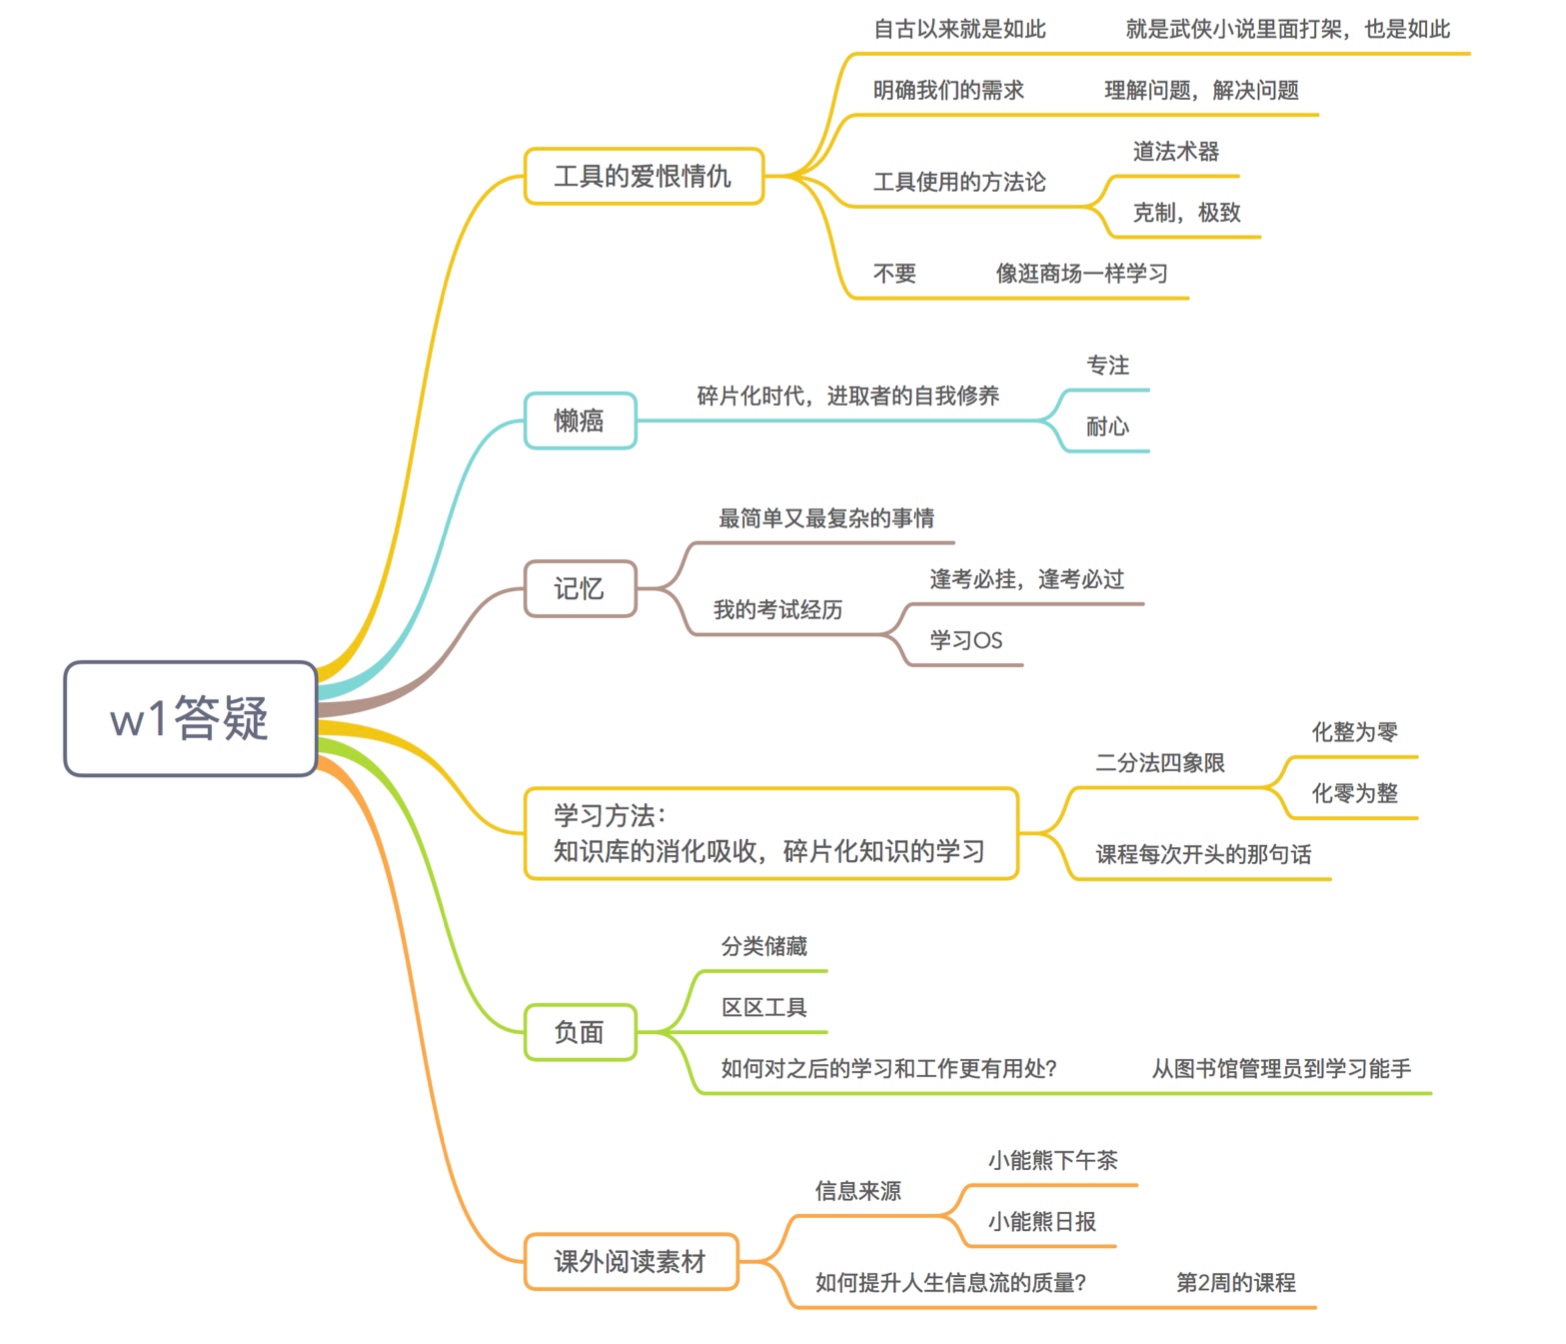 w1答疑
工具的爱恨情仇
自古以来就是如此
就是武侠小说里面打架，也是如此
明确我们的需求
理解问题，解决问题
工具使用的方法论
道法术器
克制，极致
不要
像逛商场一样学习
懒癌
碎片化时代，进取者的自我修养
专注
耐心
记忆
最简单又最复杂的事情
我的考试经历
逢考必挂，逢考必过
学习OS
学习方法：
知识库的消化吸收，碎片化知识的学习
二分法四象限
化整为零
化零为整
课程每次开头的那句话
负面
分类储藏
区区工具
如何对之后的学习和工作更有用处？
从图书馆管理员到学习能手
课外阅读素材
信息来源
小能熊下午茶
小能熊日报
如何提升人生信息流的质量？
第2周的课程